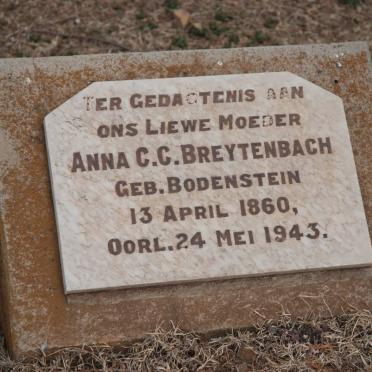 TER GEDAGTENIS AAN
ONS LIEWE MOEDER
ANNA C.C. BREYTENBACH
GEB. BODENSTEIN
13 APRIL 1860,
OORL. 24 MEI 1943.